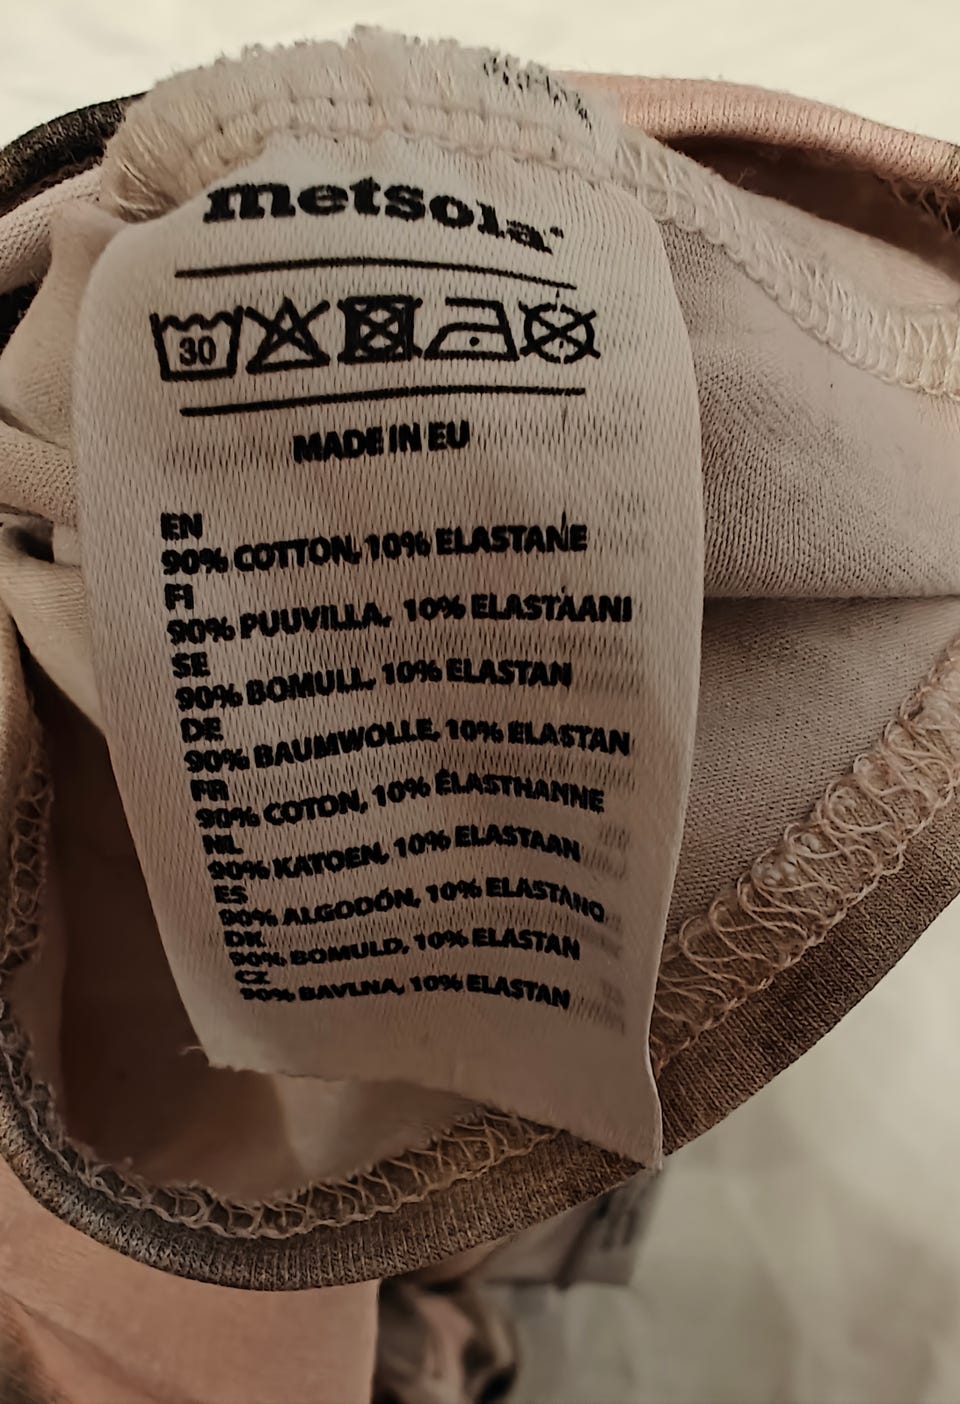 metsola
30
MADE IN EU
EN
90% COTTON, 10% ELASTANE
FI
90% PUUVILLA, 10% ELASTAANI
SE
90% BOMULL, 10% ELASTAN
DE
90% BAUMWOLLE, 10% ELASTAN
FR
90% COTON, 10% ÉLASTHANNE
NL
90% KATOEN, 10% ELASTAAN
ES
90% ALGODÓN, 10% ELASTANO
DK
90% BOMULD, 10% ELASTAN
CZ
90% BAVLNA, 10% ELASTAN